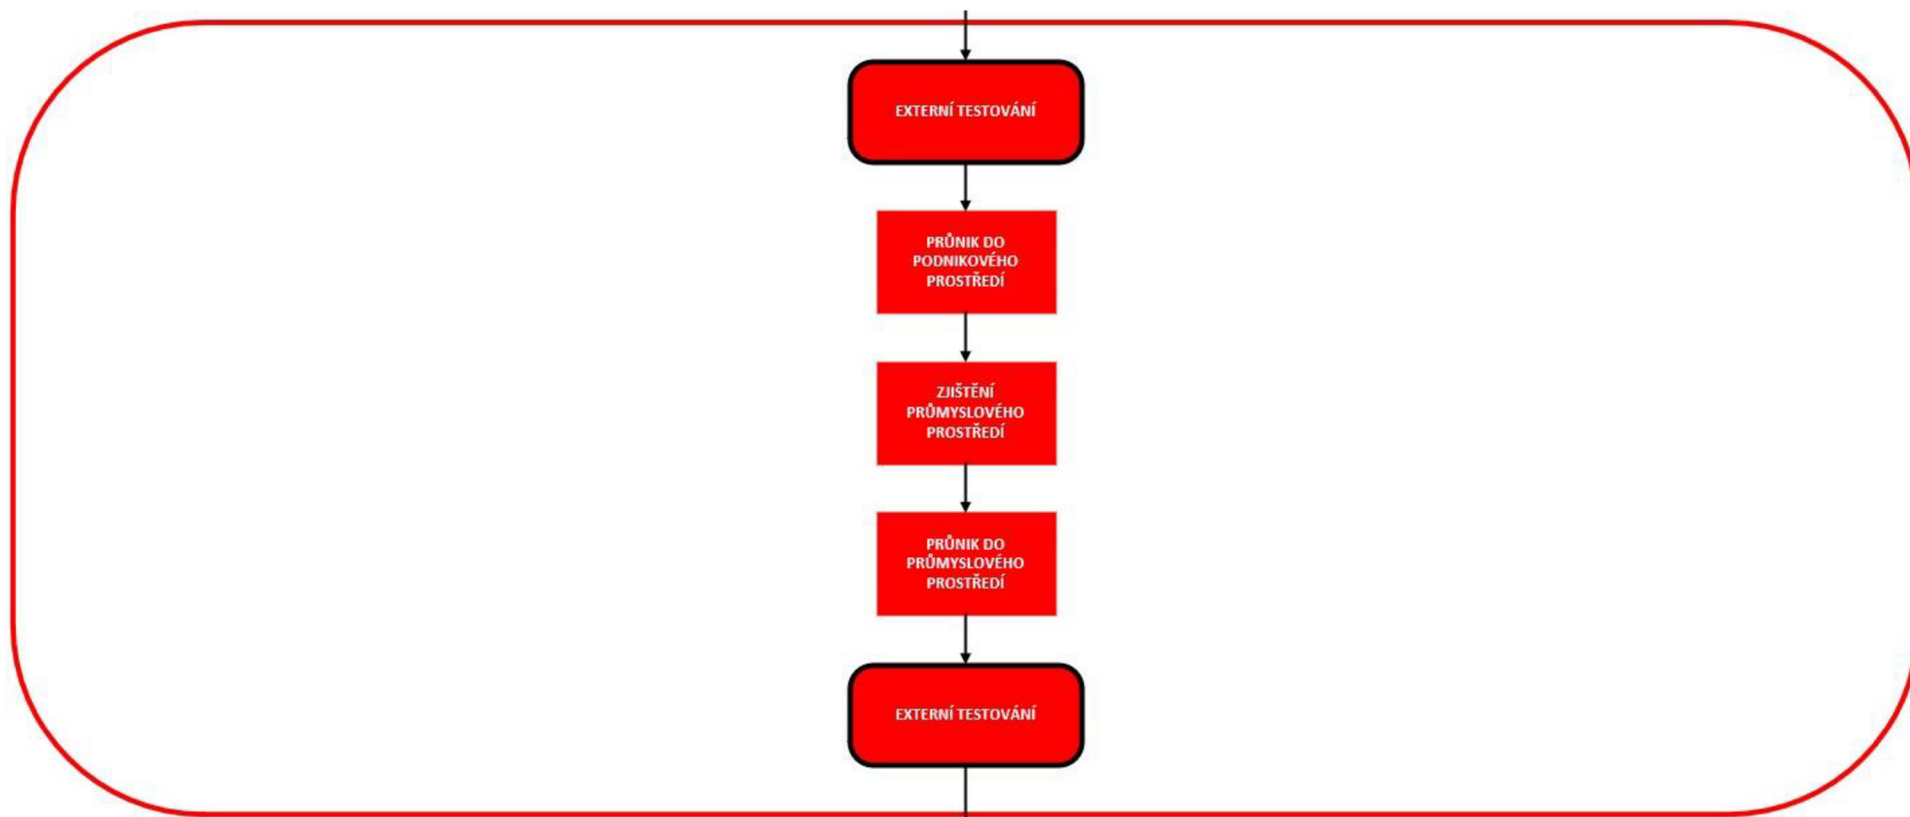 EXTERNÍ TESTOVÁNÍ
PRŮNIK DO
PODNIKOVÉHO
PROSTŘEDÍ
ZJIŠTĚNÍ
PRŮMYSLOVÉHO
PROSTŘEDÍ
PRŮNIK DO
PRŮMYSLOVÉHO
PROSTŘEDÍ
EXTERNÍ TESTOVÁNÍ